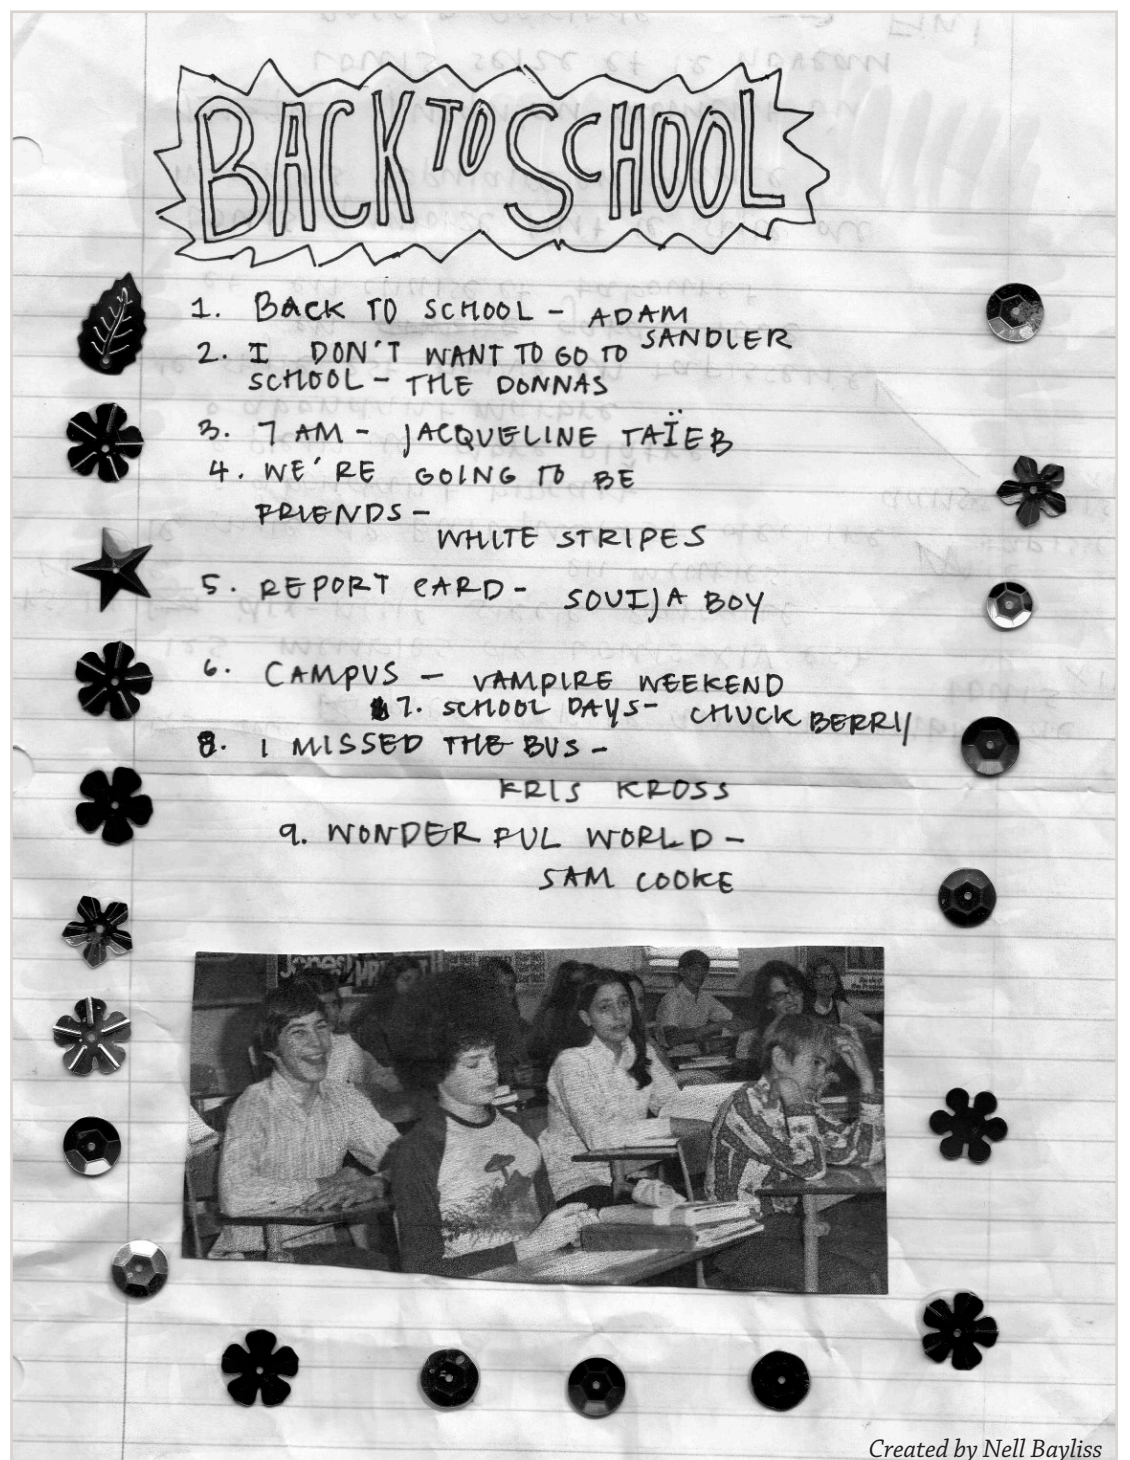 BACK TO SCHOOL
1. BACK TO SCHOOL - ADAM
SANDLER
2. I DON'T WANT TO GO TO
SCHOOL - THE DONNAS
3. 7 AM - JACQUELINE TAÏEB
4. WE'RE GOING TO BE
FRIENDS -
WHITE STRIPES
5. REPORT CARD - SOUIJA BOY
6. CAMPUS - VAMPIRE WEEKEND
7. SCHOOL DAYS - CHUCK BERRY
8. I MISSED THE BUS -
KRIS KROSS
9. WONDERFUL WORLD -
SAM COOKE
Jones
Created by Nell Bayliss